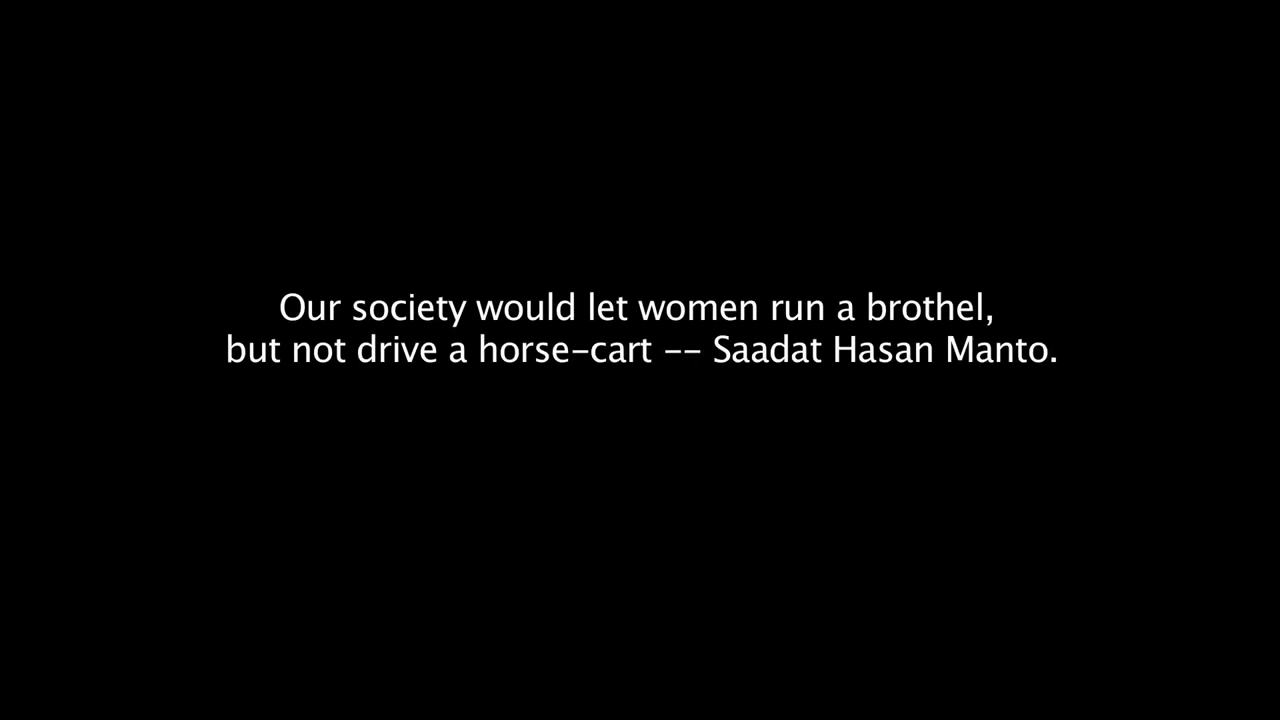 Our society would let women run a brothel,
but not drive a horse-cart -- Saadat Hasan Manto.